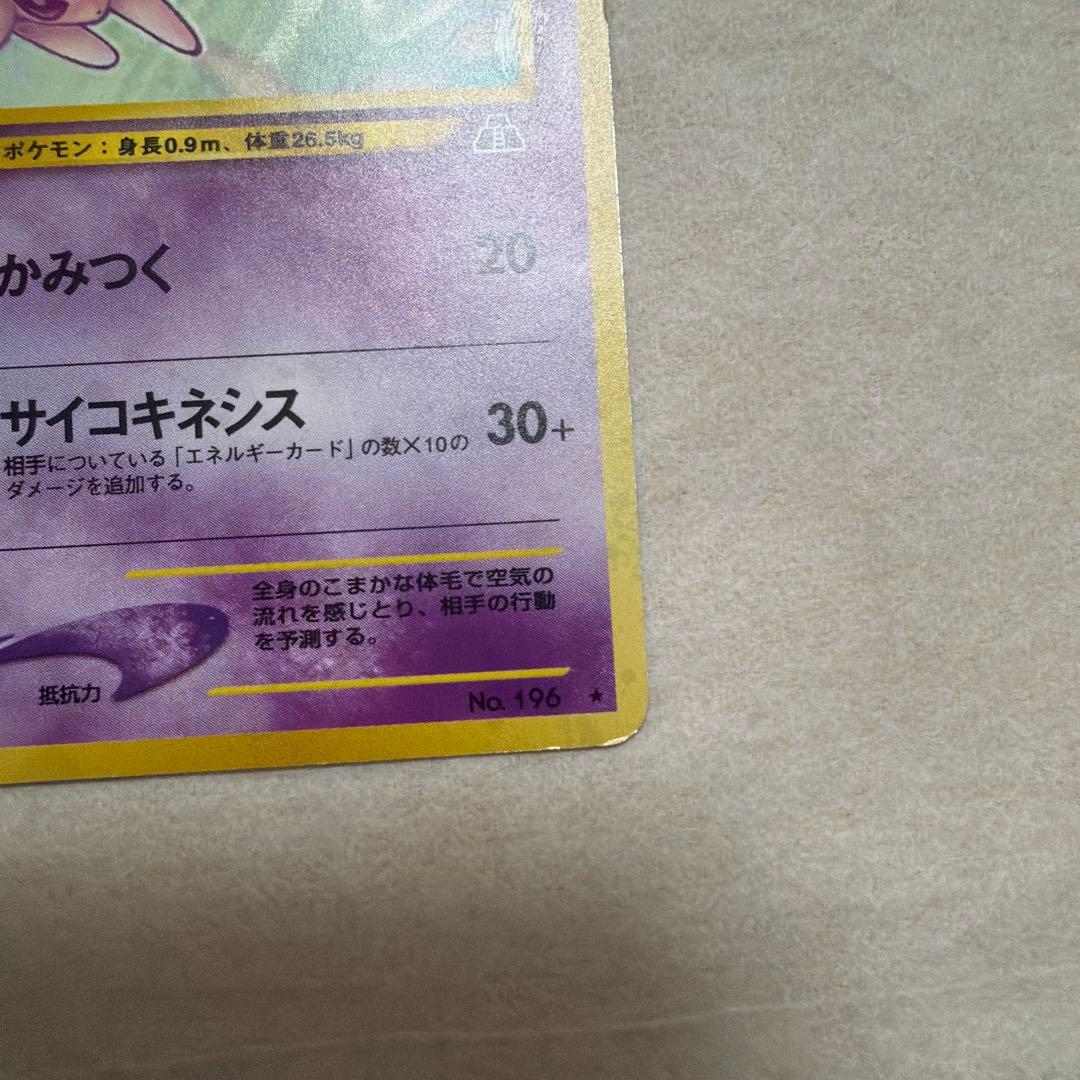 ポケモン：身長0.9m、体重26.5kg
かみつく 20
サイコキネシス 30+
相手についている「エネルギーカード」の数×10の
ダメージを追加する。
全身のこまかな体毛で空気の
流れを感じとり、相手の行動
を予測する。
抵抗力
No. 196 ★